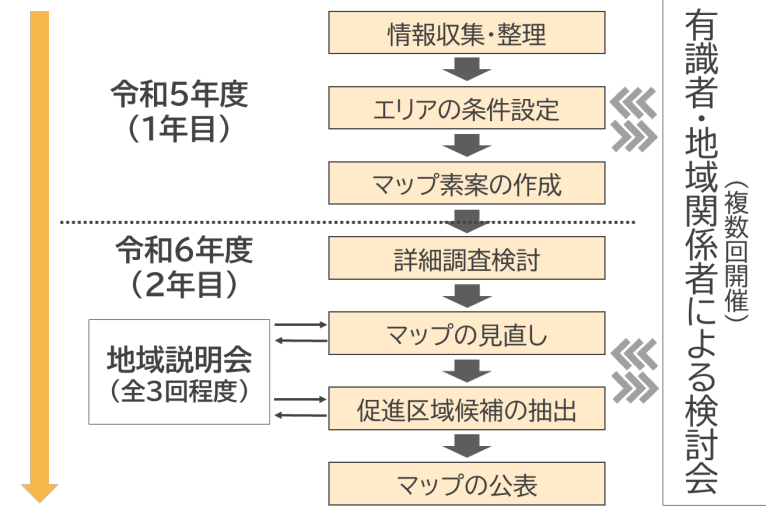 令和5年度
（1年目）
情報収集・整理
エリアの条件設定
マップ素案の作成
令和6年度
（2年目）
詳細調査検討
マップの見直し
促進区域候補の抽出
マップの公表
地域説明会
（全3回程度）
有識者・地域関係者による検討会
（複数回開催）